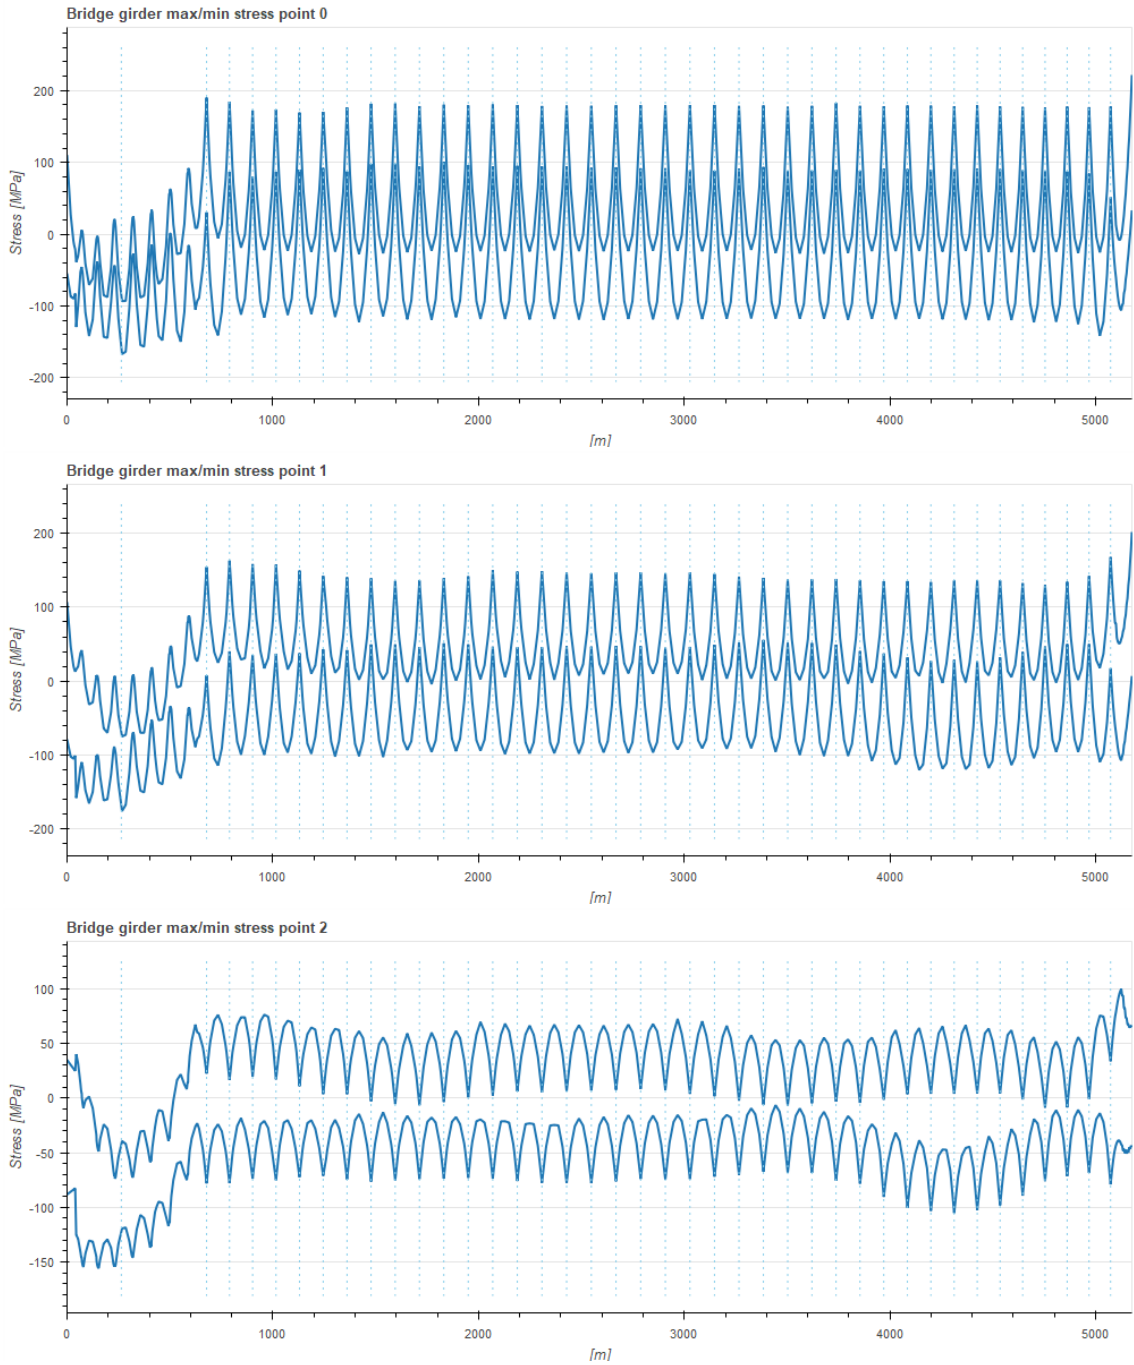 Bridge girder max/min stress point 0
Stress [MPa]
200
100
0
-100
-200
0 1000 2000 3000 4000 5000
[m]
Bridge girder max/min stress point 1
Stress [MPa]
200
100
0
-100
-200
0 1000 2000 3000 4000 5000
[m]
Bridge girder max/min stress point 2
Stress [MPa]
100
50
0
-50
-100
-150
0 1000 2000 3000 4000 5000
[m]